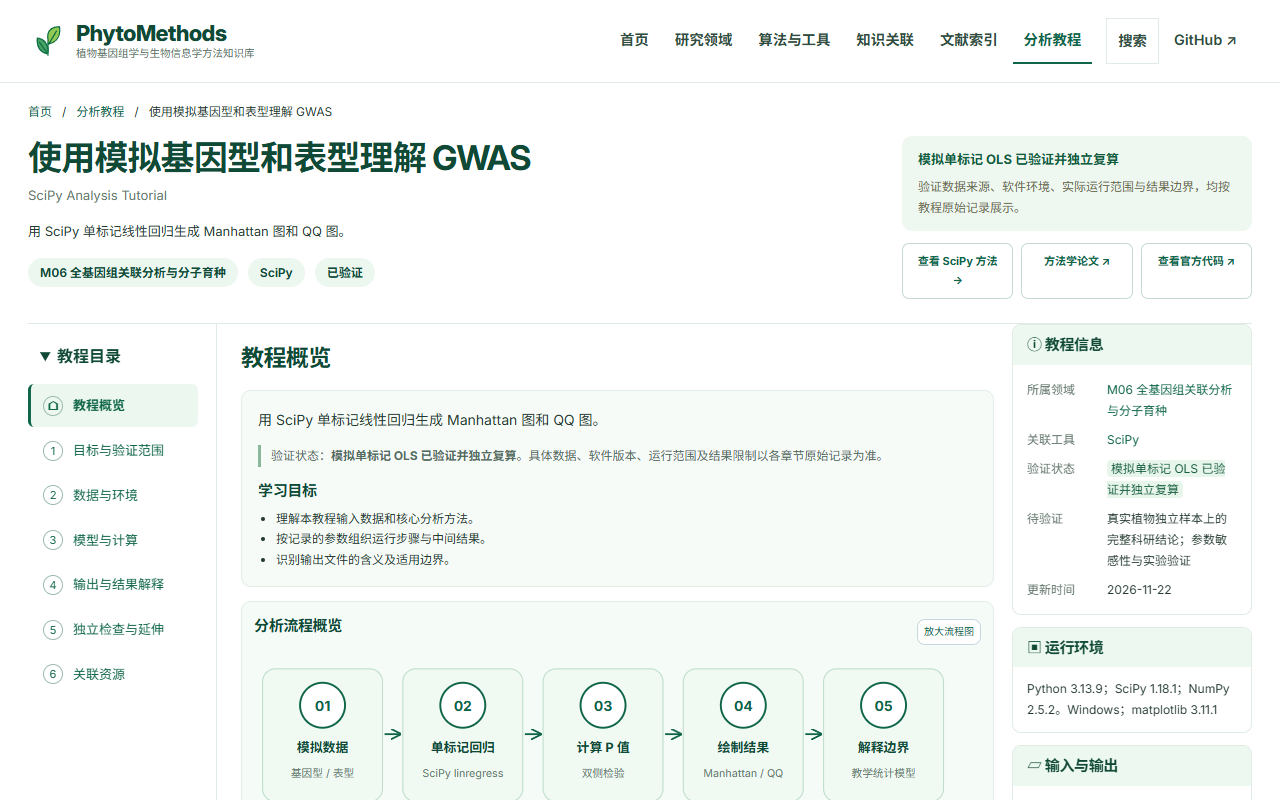 PhytoMethods
植物基因组学与生物信息学方法知识库
首页
研究领域
算法与工具
知识关联
文献索引
分析教程
搜索
GitHub ↗
首页 / 分析教程 / 使用模拟基因型和表型理解 GWAS
使用模拟基因型和表型理解 GWAS
SciPy Analysis Tutorial
用 SciPy 单标记线性回归生成 Manhattan 图和 QQ 图。
M06 全基因组关联分析与分子育种
SciPy
已验证
模拟单标记 OLS 已验证并独立复算
验证数据来源、软件环境、实际运行范围与结果边界，均按
教程原始记录展示。
查看 SciPy 方法
→
方法学论文 ↗
查看官方代码 ↗
▼ 教程目录
教程概览
1 目标与验证范围
2 数据与环境
3 模型与计算
4 输出与结果解释
5 独立检查与延伸
6 关联资源
教程概览
用 SciPy 单标记线性回归生成 Manhattan 图和 QQ 图。
验证状态：模拟单标记 OLS 已验证并独立复算。具体数据、软件版本、运行范围及结果限制以各章节原始记录为准。
学习目标
• 理解本教程输入数据和核心分析方法。
• 按记录的参数组织运行步骤与中间结果。
• 识别输出文件的含义及适用边界。
分析流程概览
放大流程图
01
模拟数据
基因型 / 表型
→
02
单标记回归
SciPy linregress
→
03
计算 P 值
双侧检验
→
04
绘制结果
Manhattan / QQ
→
05
解释边界
教学统计模型
ⓘ 教程信息
所属领域
M06 全基因组关联分析
与分子育种
关联工具
SciPy
验证状态
模拟单标记 OLS 已验
证并独立复算
待验证
真实植物独立样本上的
完整科研结论；参数敏
感性与实验验证
更新时间
2026-11-22
▣ 运行环境
Python 3.13.9；SciPy 1.18.1；NumPy
2.5.2。Windows；matplotlib 3.11.1
▱ 输入与输出